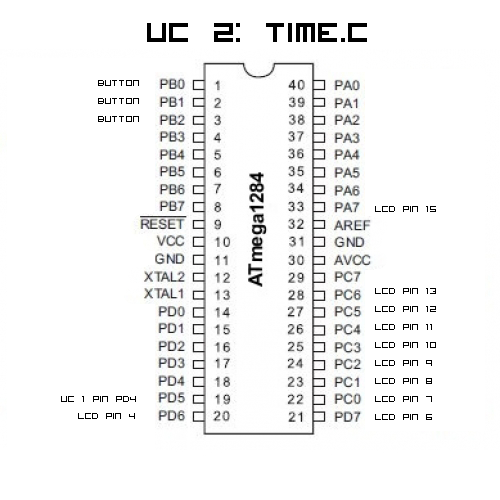 UC 2: TIME.C
BUTTON PB0 1 40 PA0
BUTTON PB1 2 39 PA1
BUTTON PB2 3 38 PA2
PB3 4 37 PA3
PB4 5 36 PA4
PB5 6 35 PA5
PB6 7 34 PA6
PB7 8 33 PA7 LCD PIN 15
RESET 9 32 AREF
VCC 10 31 GND
GND 11 30 AVCC
XTAL2 12 29 PC7
XTAL1 13 28 PC6 LCD PIN 13
PD0 14 27 PC5 LCD PIN 12
PD1 15 26 PC4 LCD PIN 11
PD2 16 25 PC3 LCD PIN 10
PD3 17 24 PC2 LCD PIN 9
PD4 18 23 PC1 LCD PIN 8
UC 1 PIN PD4 PD5 19 22 PC0 LCD PIN 7
LCD PIN 4 PD6 20 21 PD7 LCD PIN 6
ATmega1284